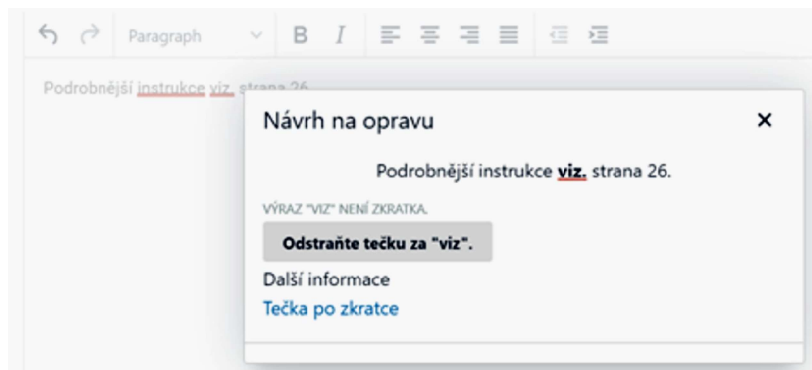 Paragraph B I
Podrobnější instrukce viz. strana 26.
Návrh na opravu
Podrobnější instrukce viz. strana 26.
VÝRAZ "VIZ" NENÍ ZKRATKA.
Odstraňte tečku za "viz".
Další informace
Tečka po zkratce